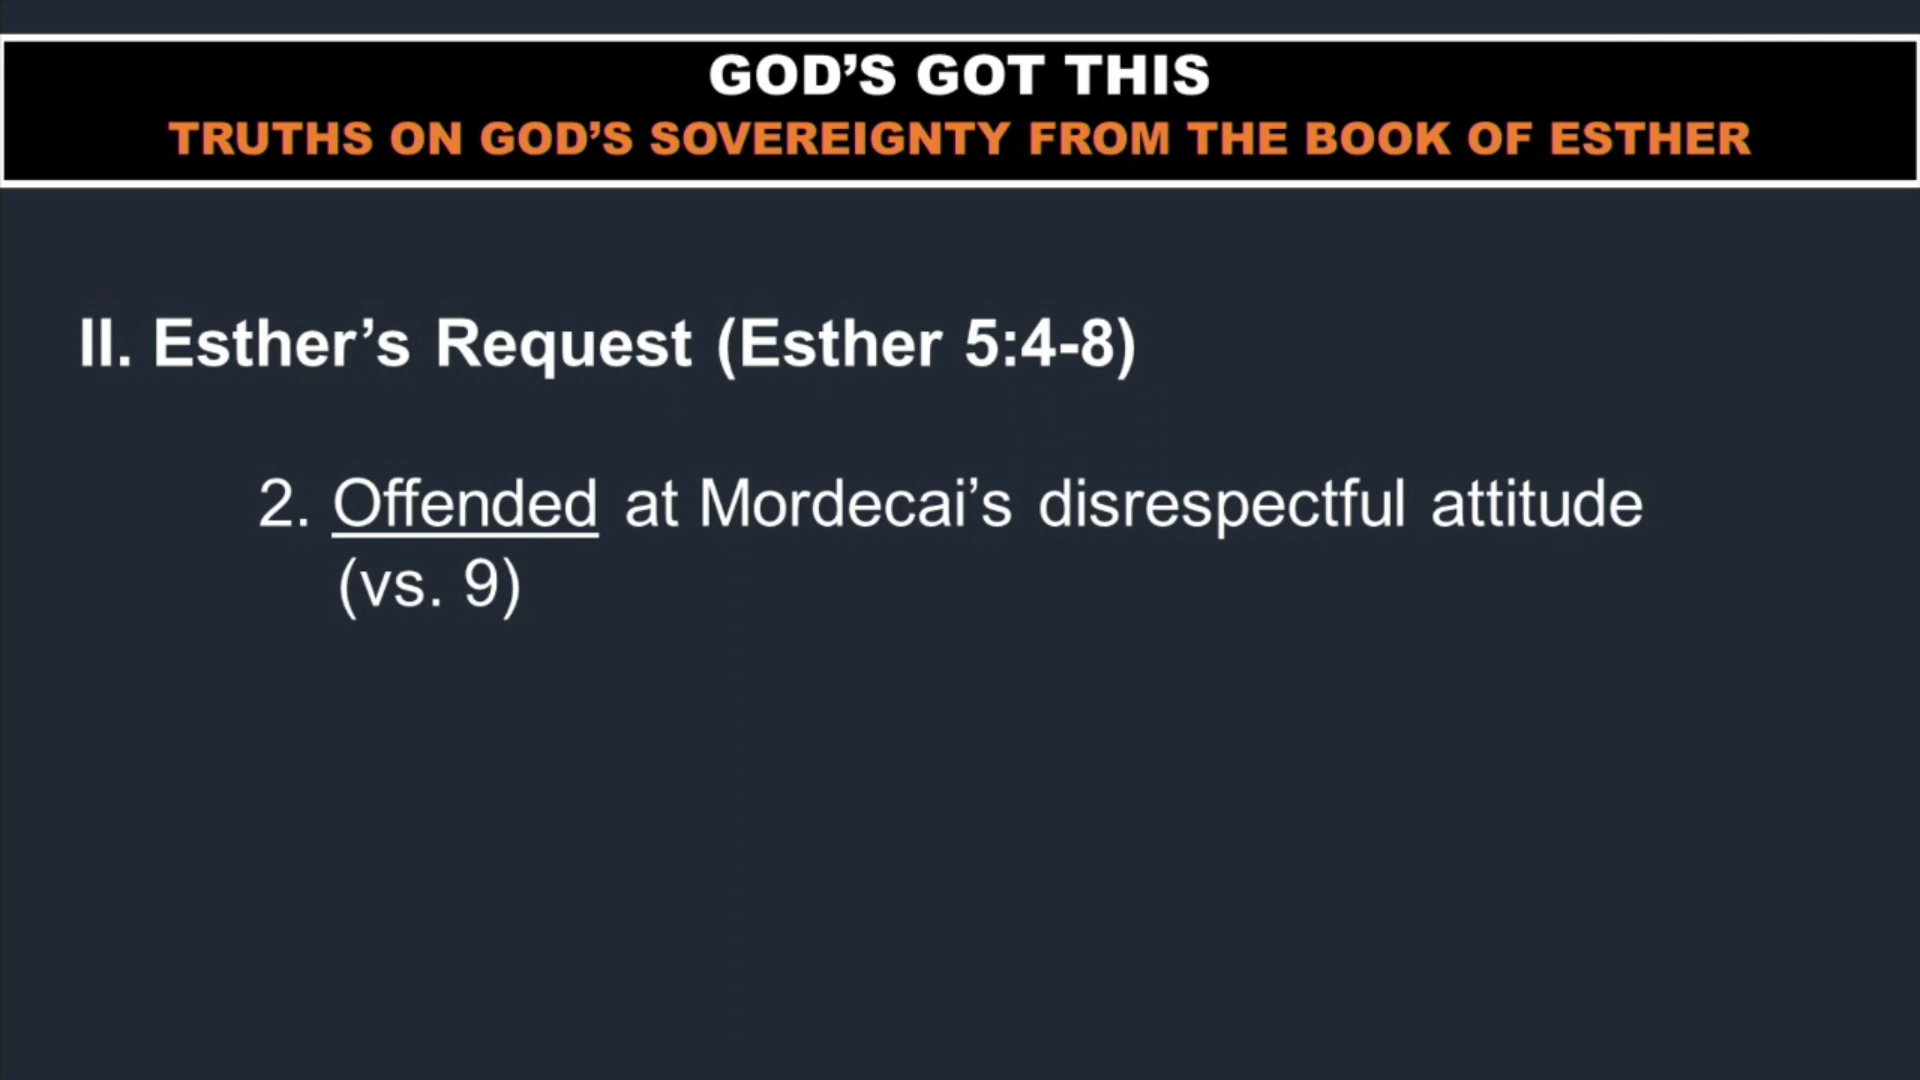 GOD’S GOT THIS
TRUTHS ON GOD’S SOVEREIGNTY FROM THE BOOK OF ESTHER
II. Esther’s Request (Esther 5:4-8)
2. Offended at Mordecai’s disrespectful attitude
(vs. 9)